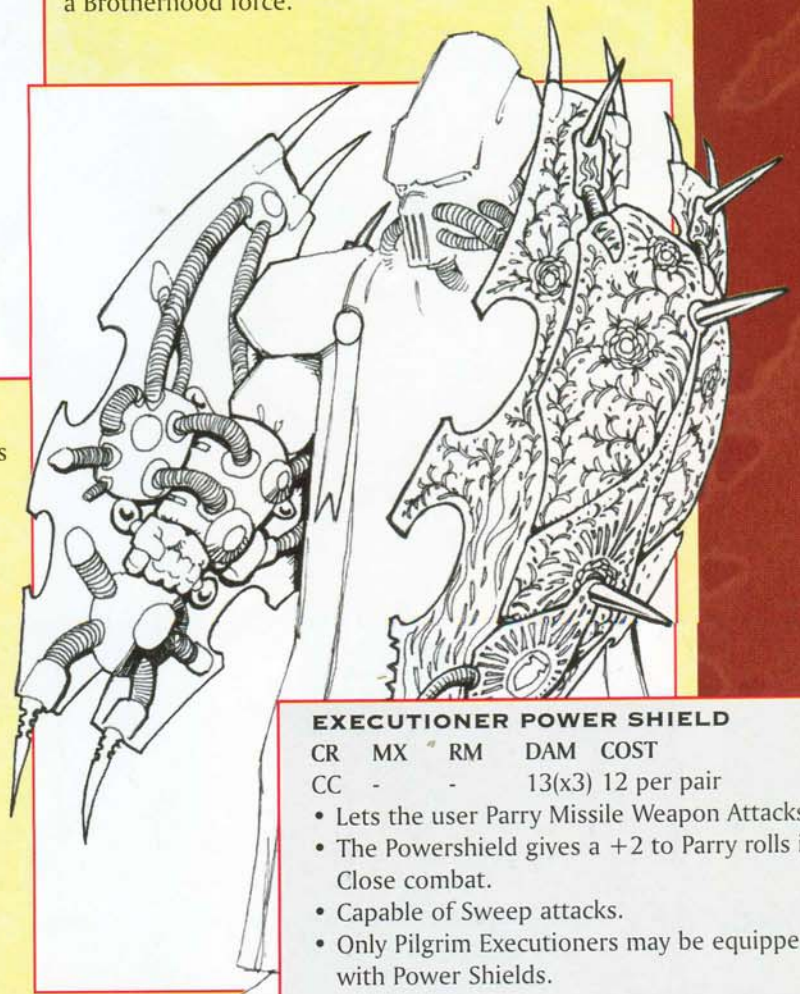 a Brotherhood force.
s
EXECUTIONER POWER SHIELD
CR MX RM DAM COST
CC - - 13(x3) 12 per pair
• Lets the user Parry Missile Weapon Attacks
• The Powershield gives a +2 to Parry rolls i
Close combat.
• Capable of Sweep attacks.
• Only Pilgrim Executioners may be equippe
with Power Shields.